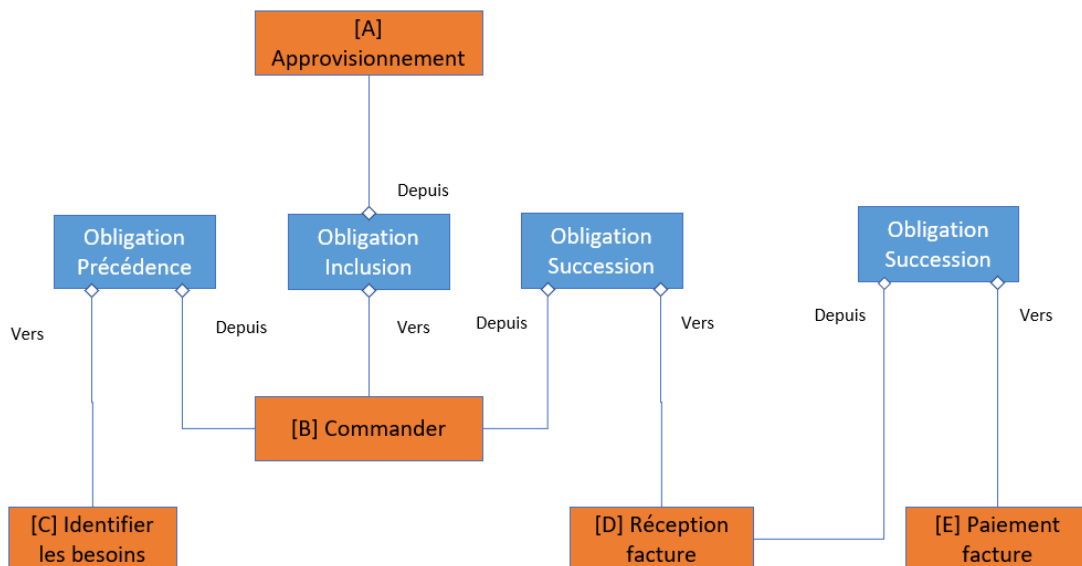 [A]
Approvisionnement
Depuis
Obligation
Précédence
Obligation
Inclusion
Obligation
Succession
Obligation
Succession
Vers
Depuis
Vers
Depuis
Vers
Depuis
Vers
[B] Commander
[C] Identifier
les besoins
[D] Réception
facture
[E] Paiement
facture